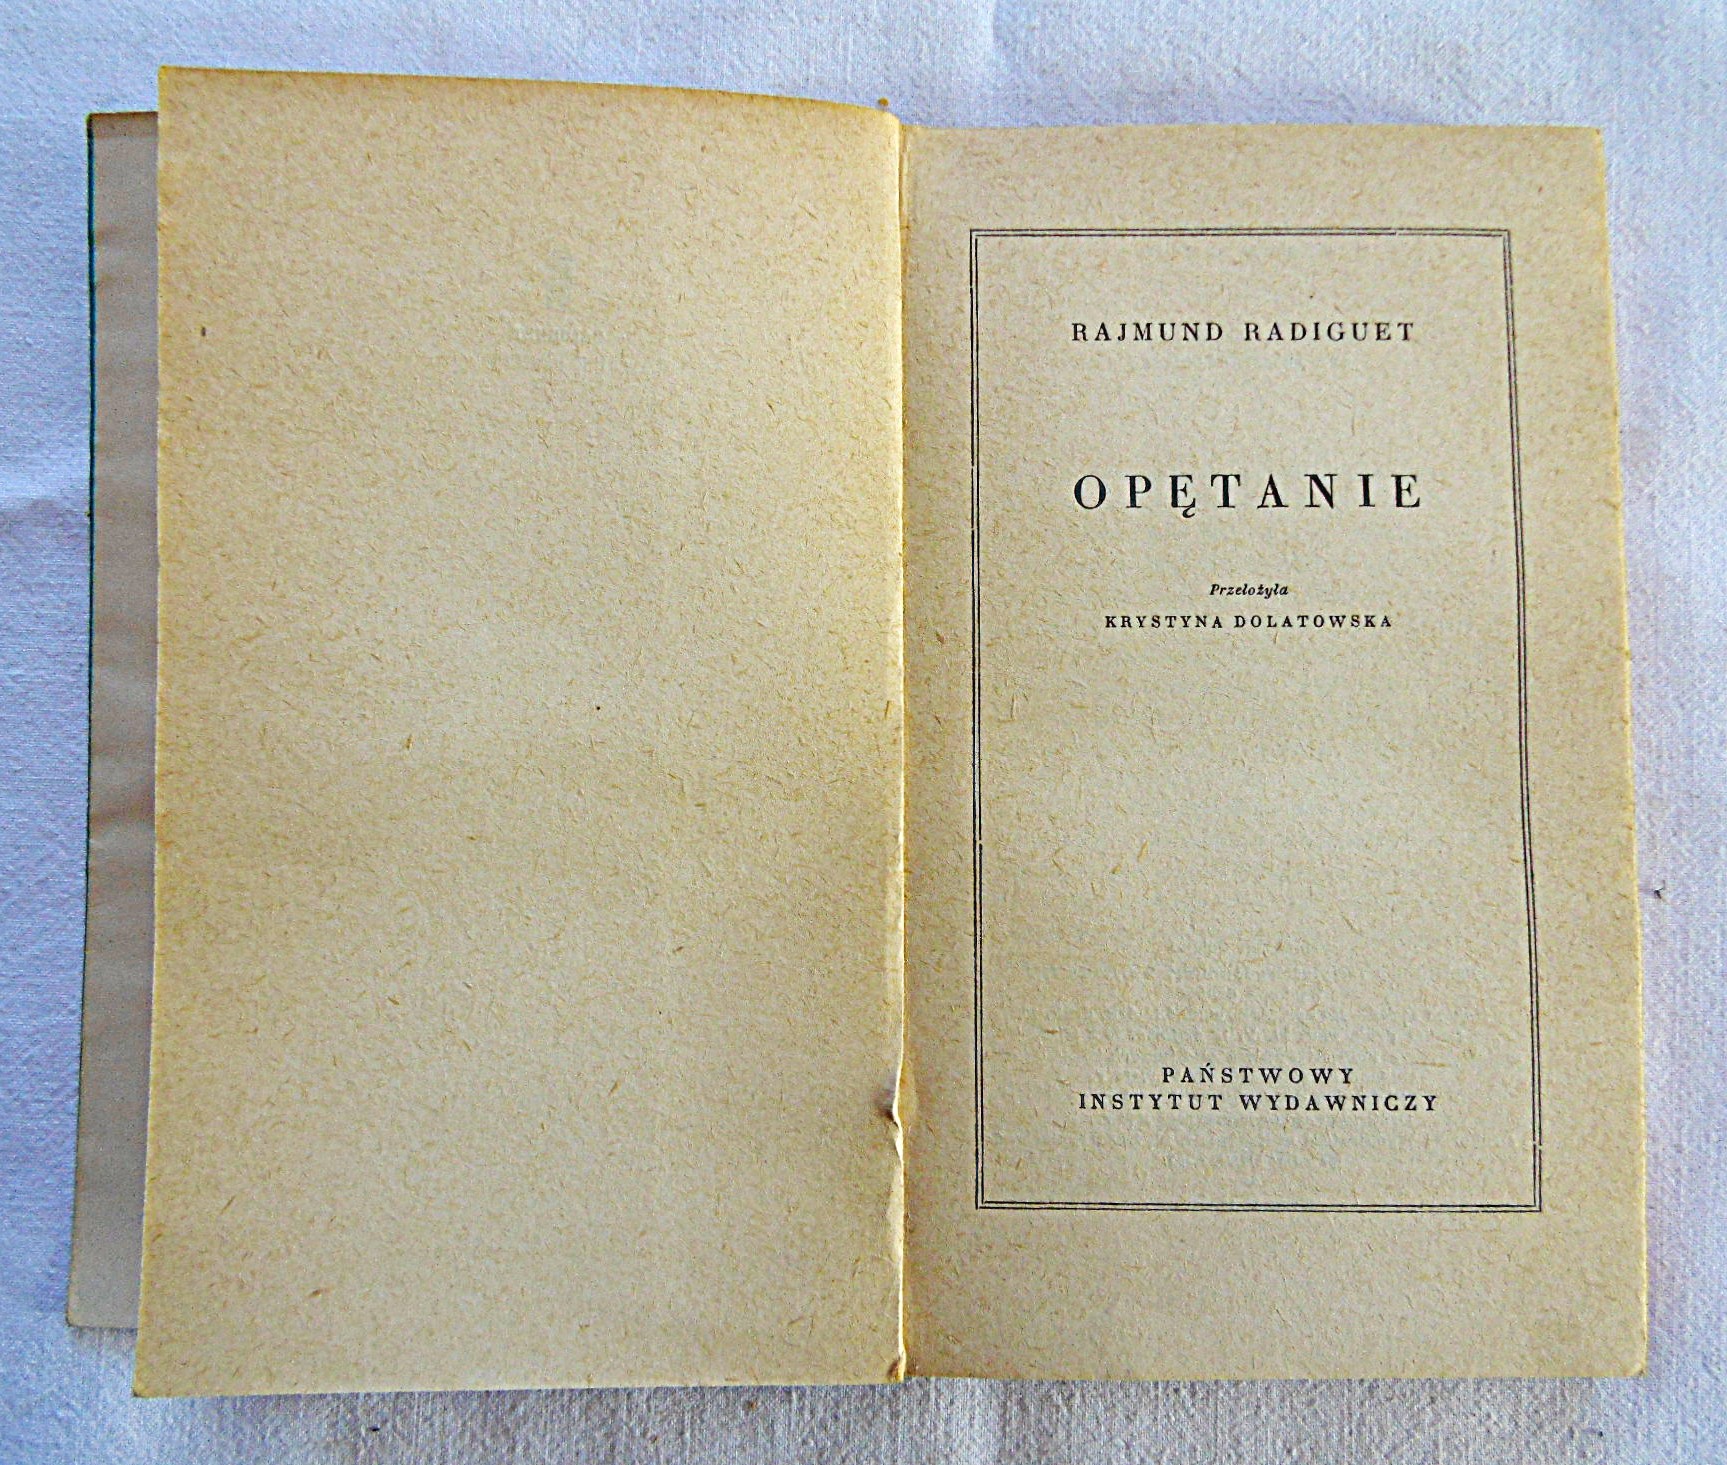 RAJMUND RADIGUET
OPĘTANIE
Przełożyła
KRYSTYNA DOLATOWSKA
PAŃSTWOWY
INSTYTUT WYDAWNICZY